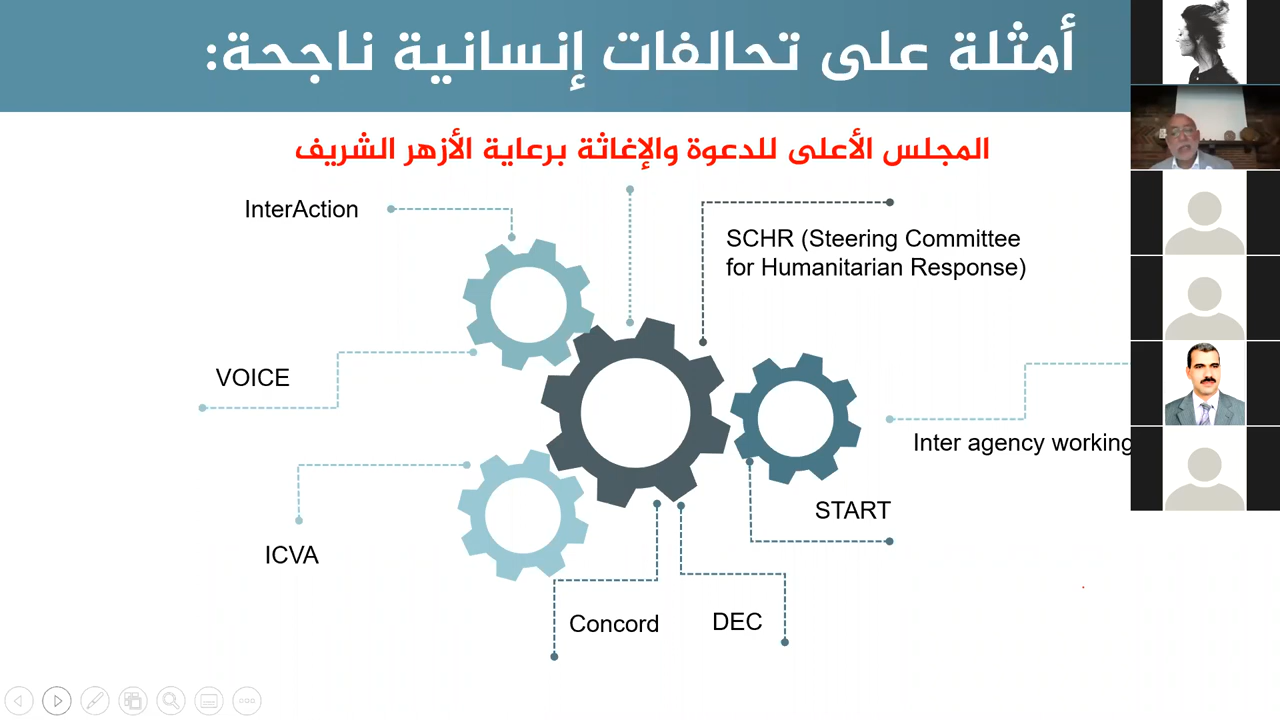 أمثلة على تحالفات إنسانية ناجحة:
المجلس الأعلى للدعوة والإغاثة برعاية الأزهر الشريف
InterAction
SCHR (Steering Committee
for Humanitarian Response)
VOICE
Inter agency working
START
ICVA
Concord
DEC